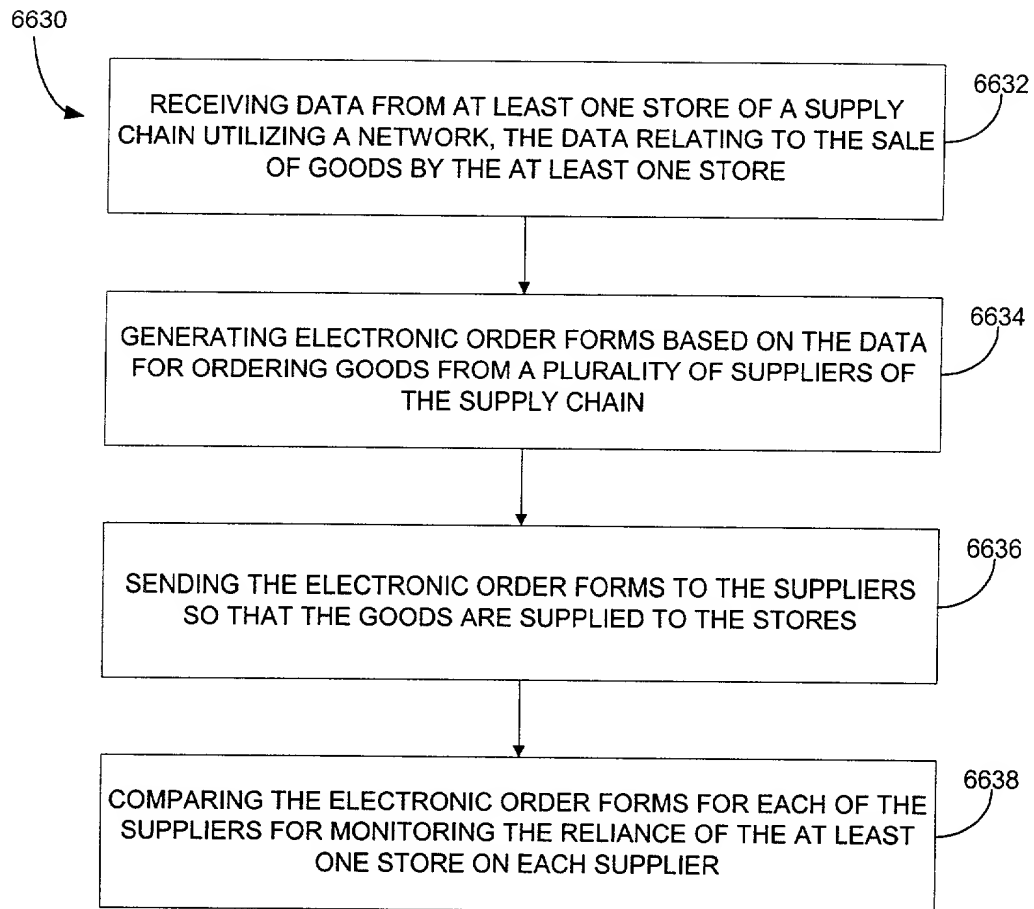 6630
6632
RECEIVING DATA FROM AT LEAST ONE STORE OF A SUPPLY
CHAIN UTILIZING A NETWORK, THE DATA RELATING TO THE SALE
OF GOODS BY THE AT LEAST ONE STORE
6634
GENERATING ELECTRONIC ORDER FORMS BASED ON THE DATA
FOR ORDERING GOODS FROM A PLURALITY OF SUPPLIERS OF
THE SUPPLY CHAIN
6636
SENDING THE ELECTRONIC ORDER FORMS TO THE SUPPLIERS
SO THAT THE GOODS ARE SUPPLIED TO THE STORES
6638
COMPARING THE ELECTRONIC ORDER FORMS FOR EACH OF THE
SUPPLIERS FOR MONITORING THE RELIANCE OF THE AT LEAST
ONE STORE ON EACH SUPPLIER